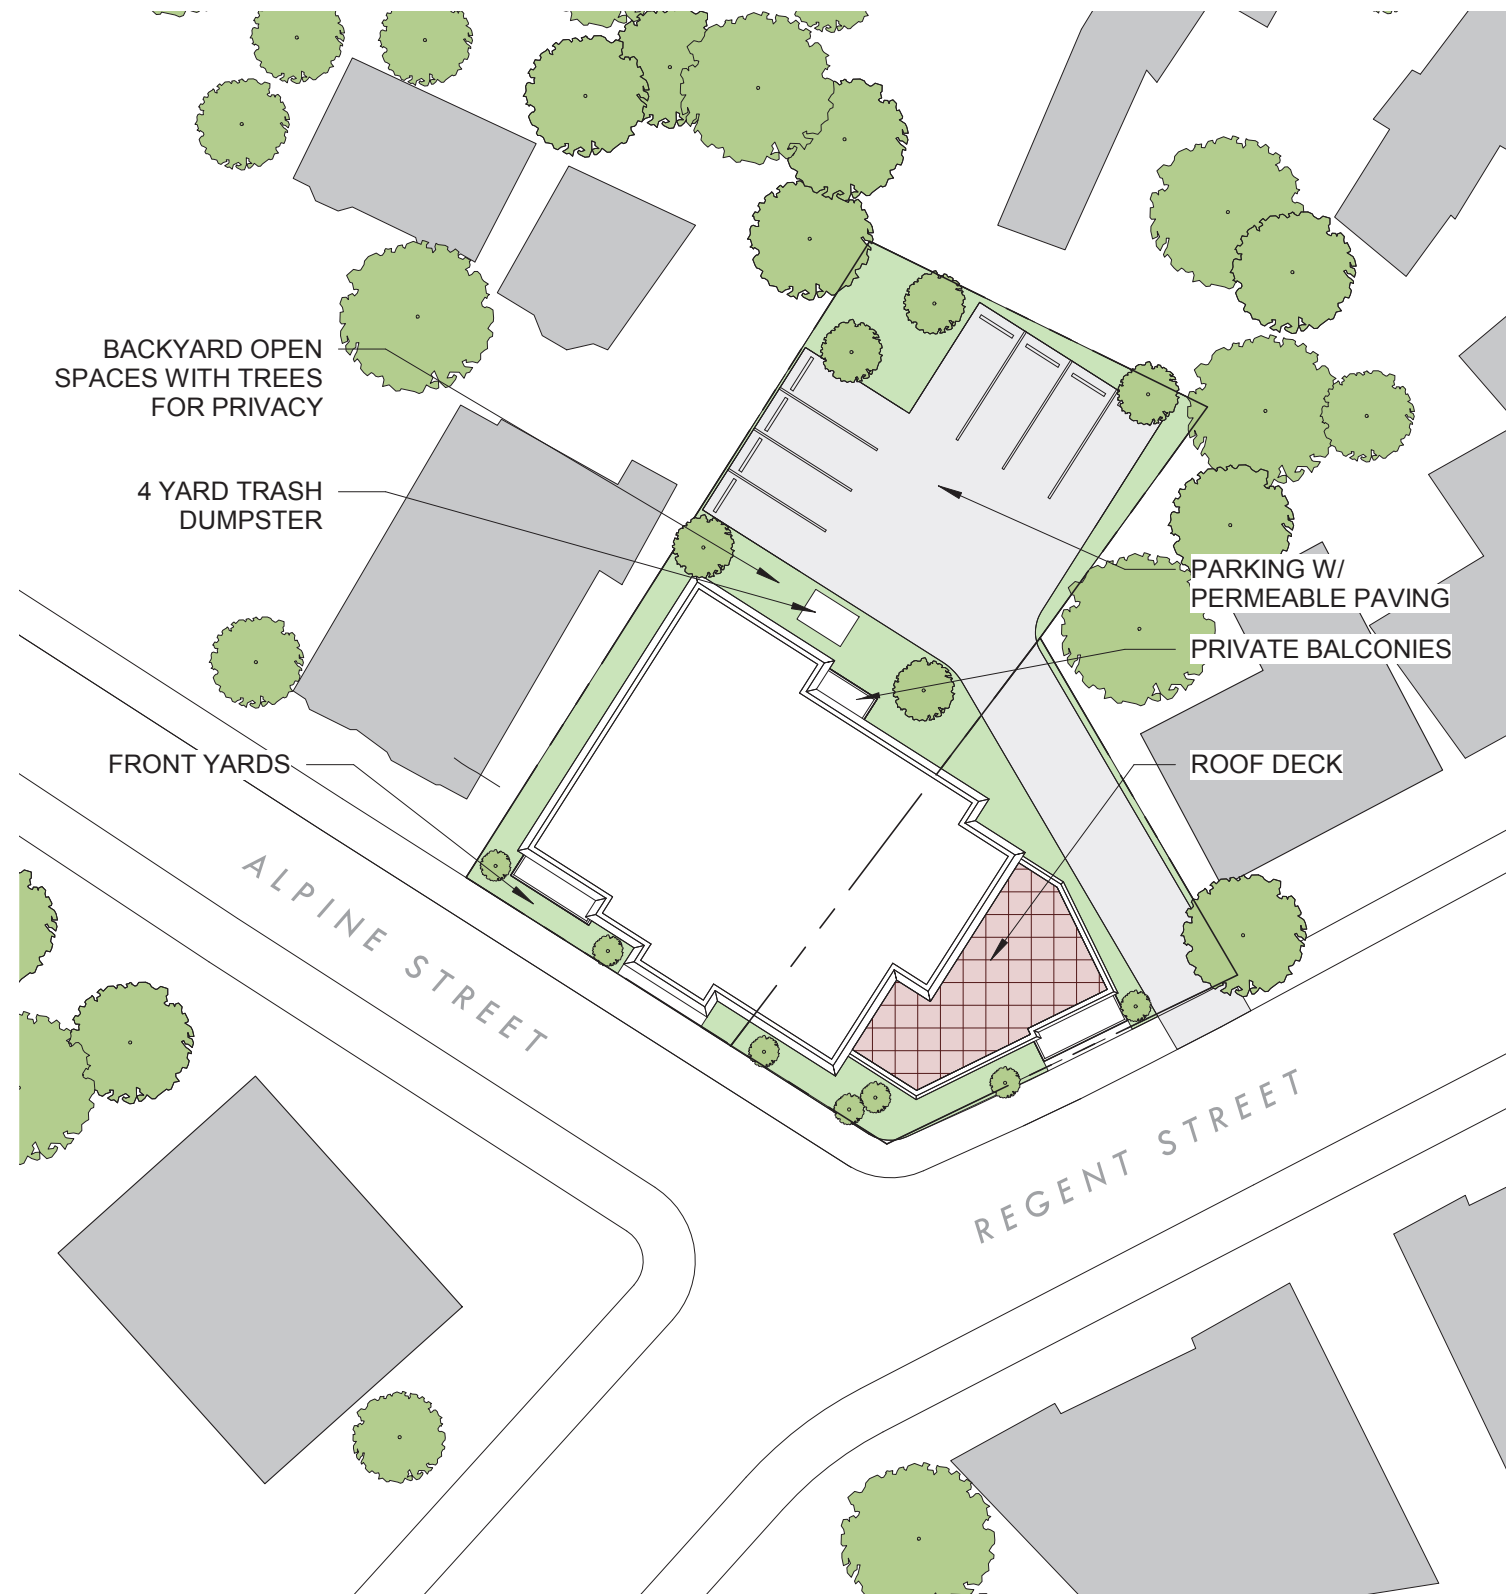 BACKYARD OPEN
SPACES WITH TREES
FOR PRIVACY
4 YARD TRASH
DUMPSTER
PARKING W/
PERMEABLE PAVING
PRIVATE BALCONIES
FRONT YARDS
ROOF DECK
ALPINE STREET
REGENT STREET